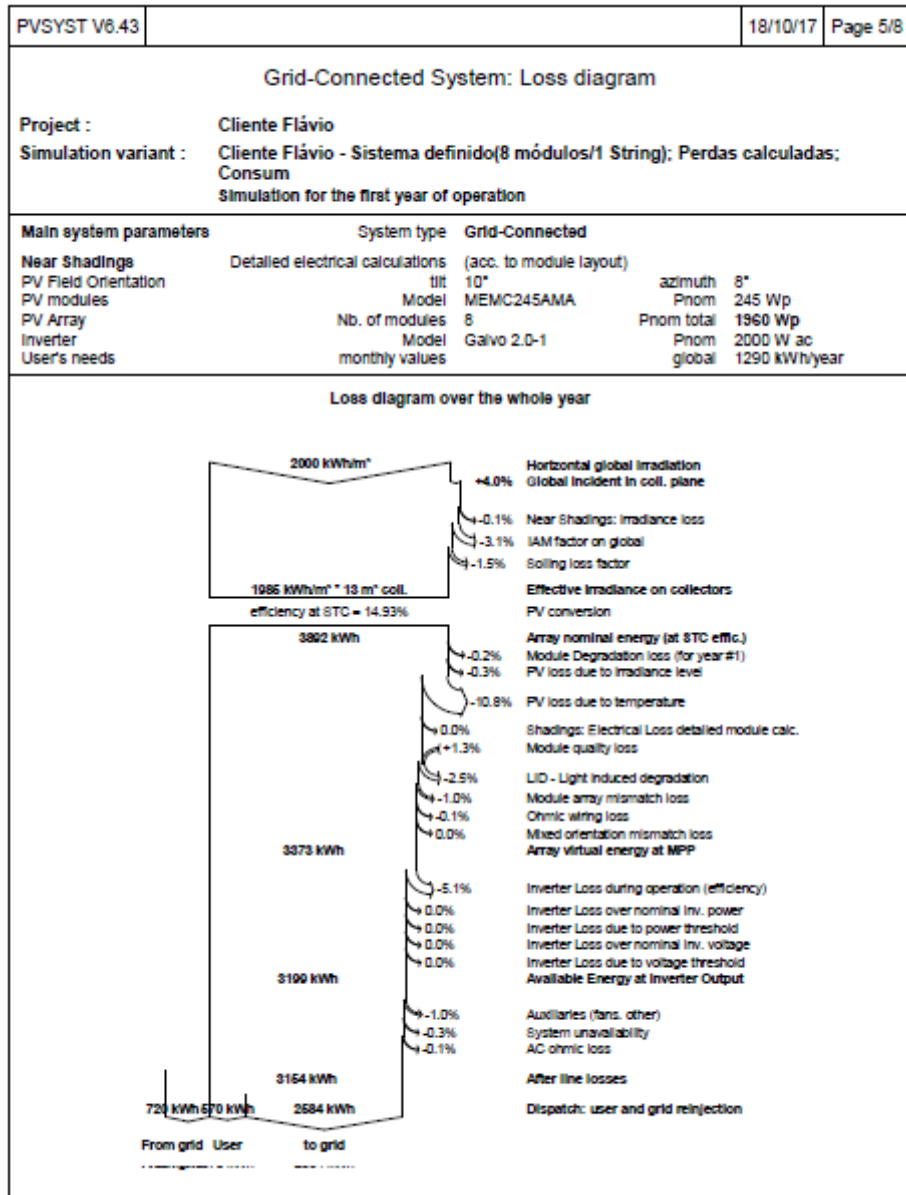 PVSYST V6.43 18/10/17 Page 5/8
Grid-Connected System: Loss diagram
Project : Cliente Flávio
Simulation variant : Cliente Flávio - Sistema definido(8 módulos/1 String); Perdas calculadas;
Consum
Simulation for the first year of operation
Main system parameters System type Grid-Connected
Near Shadings Detailed electrical calculations (acc. to module layout)
PV Field Orientation tilt 10° azimuth 8°
PV modules Model MEMC245AMA Pnom 245 Wp
PV Array Nb. of modules 8 Pnom total 1960 Wp
Inverter Model Galvo 2.0-1 Pnom 2000 W ac
User's needs monthly values global 1290 kWh/year
Loss diagram over the whole year
2000 kWh/m² Horizontal global irradiation
+4.0% Global incident in coll. plane
-0.1% Near Shadings: irradiance loss
-3.1% IAM factor on global
-1.5% Soiling loss factor
1985 kWh/m² * 13 m² coll. Effective irradiance on collectors
efficiency at STC = 14.93% PV conversion
3892 kWh Array nominal energy (at STC effic.)
-0.2% Module Degradation loss (for year #1)
-0.3% PV loss due to irradiance level
-10.8% PV loss due to temperature
0.0% Shadings: Electrical Loss detailed module calc.
+1.3% Module quality loss
-2.5% LID - Light induced degradation
-1.0% Module array mismatch loss
-0.1% Ohmic wiring loss
0.0% Mixed orientation mismatch loss
3373 kWh Array virtual energy at MPP
-5.1% Inverter Loss during operation (efficiency)
0.0% Inverter Loss over nominal inv. power
0.0% Inverter Loss due to power threshold
0.0% Inverter Loss over nominal inv. voltage
0.0% Inverter Loss due to voltage threshold
3199 kWh Available Energy at Inverter Output
-1.0% Auxiliaries (fans, other)
-0.3% System unavailability
-0.1% AC ohmic loss
3154 kWh After line losses
720 kWh 570 kWh 2584 kWh Dispatch: user and grid reinjection
From grid User to grid